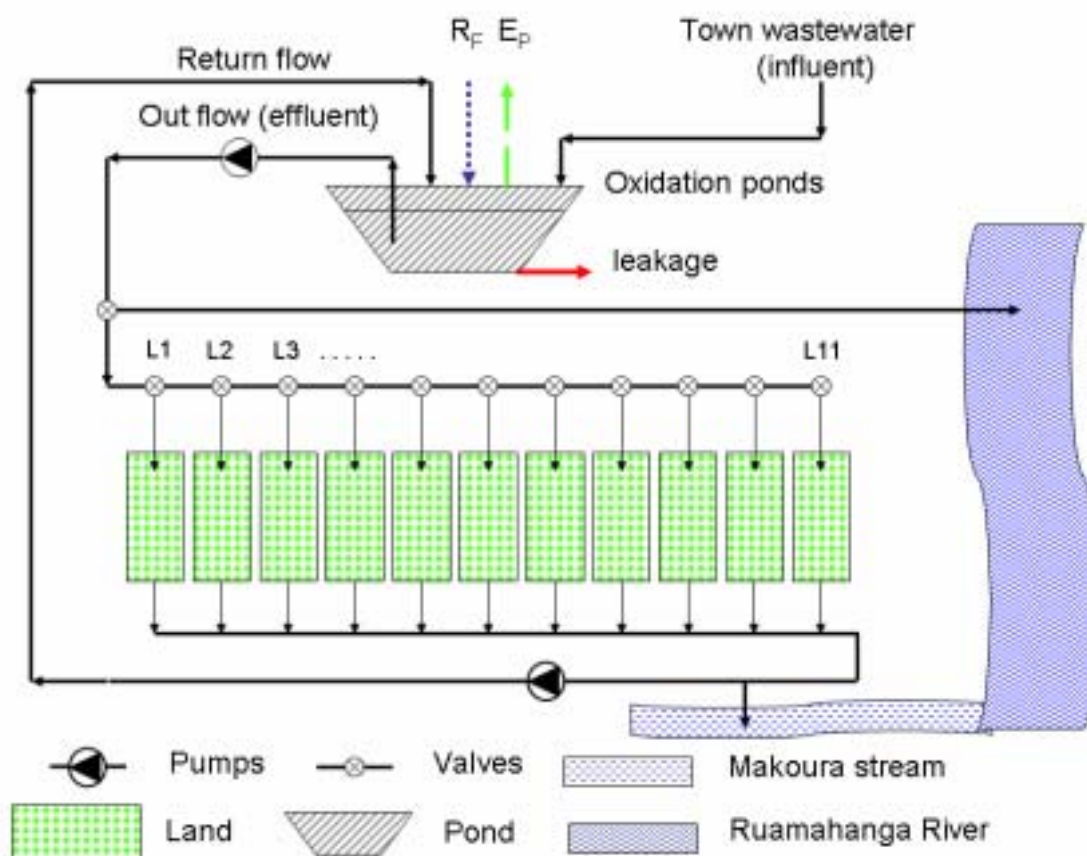 R_F E_P
Town wastewater
(influent)
Return flow
Out flow (effluent)
Oxidation ponds
leakage
L1 L2 L3 . . . . . L11
Pumps Valves Makoura stream
Land Pond Ruamahanga River